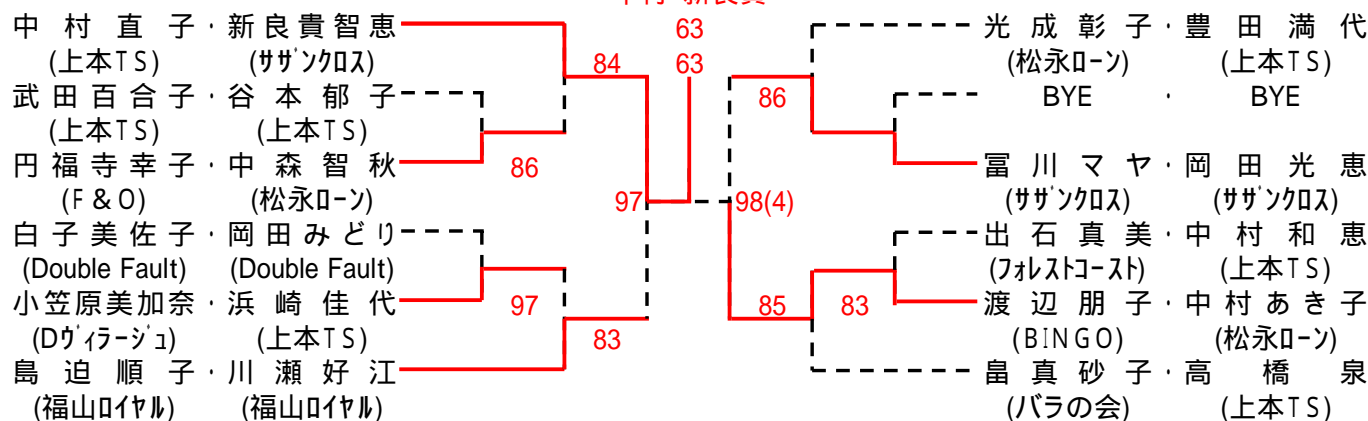 中村・新良貴
63
63
中村直子・新良貴智恵
(上本TS) (サザンクロス)
84
武田百合子・谷本郁子
(上本TS) (上本TS)
円福寺幸子・中森智秋
86
(F&O) (松永ローン)
97
白子美佐子・岡田みどり
(Double Fault) (Double Fault)
小笠原美加奈・浜崎佳代
97
(Dヴィラージュ) (上本TS)
83
島迫順子・川瀬好江
(福山ロイヤル) (福山ロイヤル)
光成彰子・豊田満代
(松永ローン) (上本TS)
86
BYE ・ BYE
冨川マヤ・岡田光恵
(サザンクロス) (サザンクロス)
98(4)
出石真美・中村和恵
(フォレストコースト) (上本TS)
85
83
渡辺朋子・中村あき子
(BINGO) (松永ローン)
畠真砂子・高橋泉
(バラの会) (上本TS)